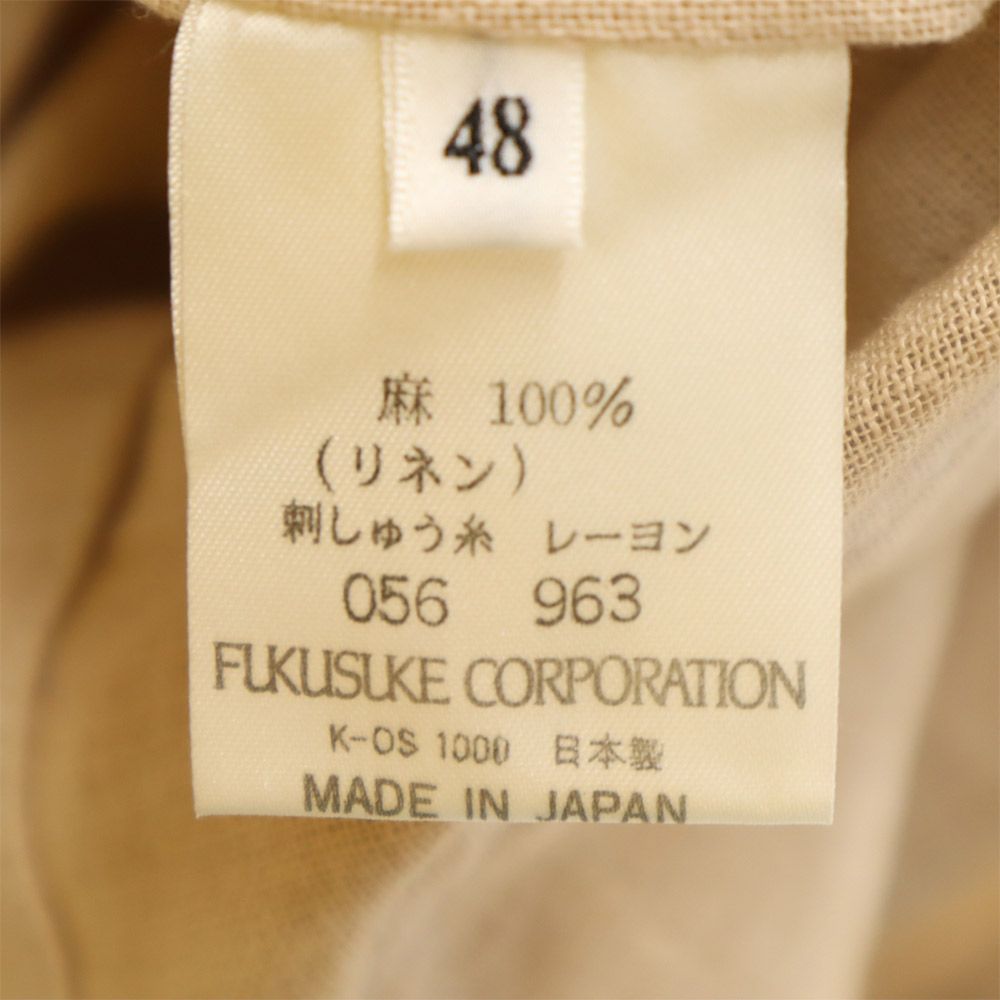 48
麻 100%
(リネン)
刺しゅう糸 レーヨン
056 963
FUKUSUKE CORPORATION
K-OS 1000 日本製
MADE IN JAPAN